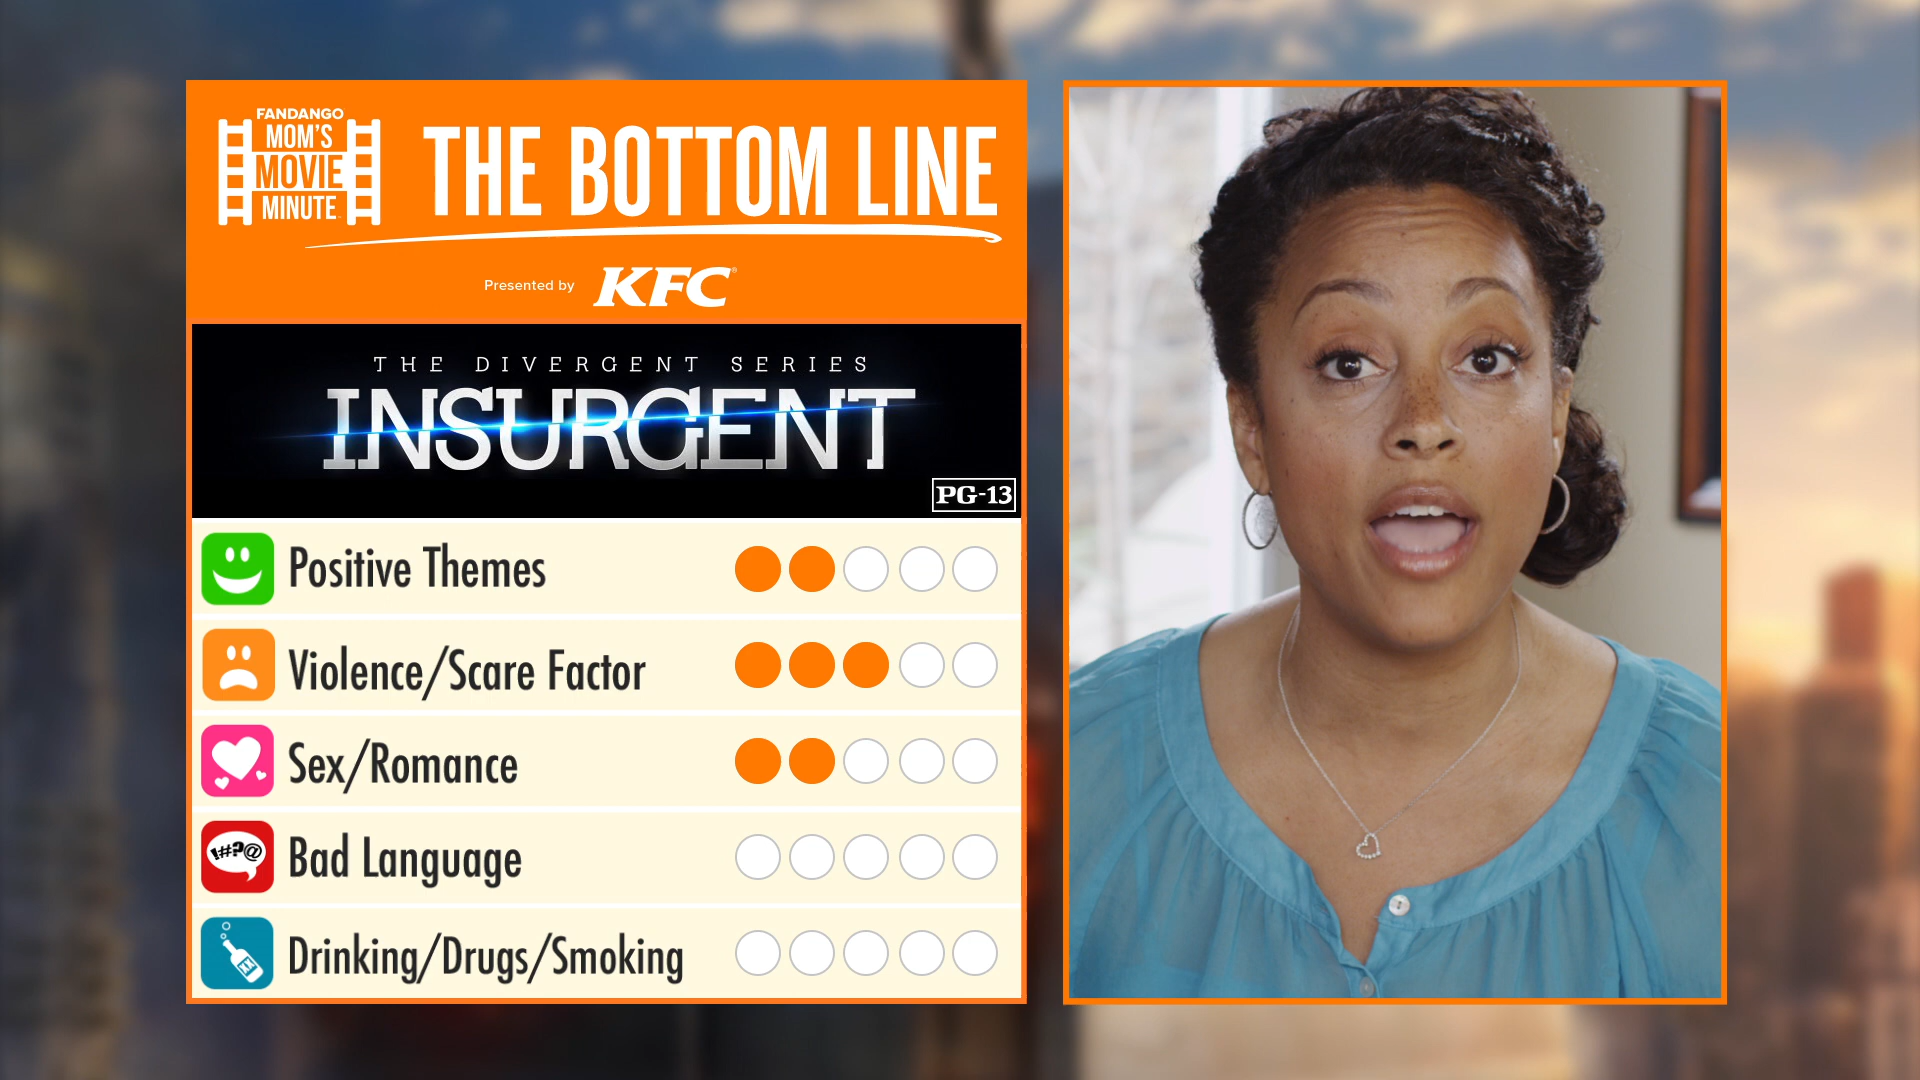 FANDANGO
MOM'S
MOVIE
MINUTE
THE BOTTOM LINE
Presented by KFC®
THE DIVERGENT SERIES
INSURGENT
PG-13
Positive Themes
Violence/Scare Factor
Sex/Romance
!#?@ Bad Language
XX Drinking/Drugs/Smoking